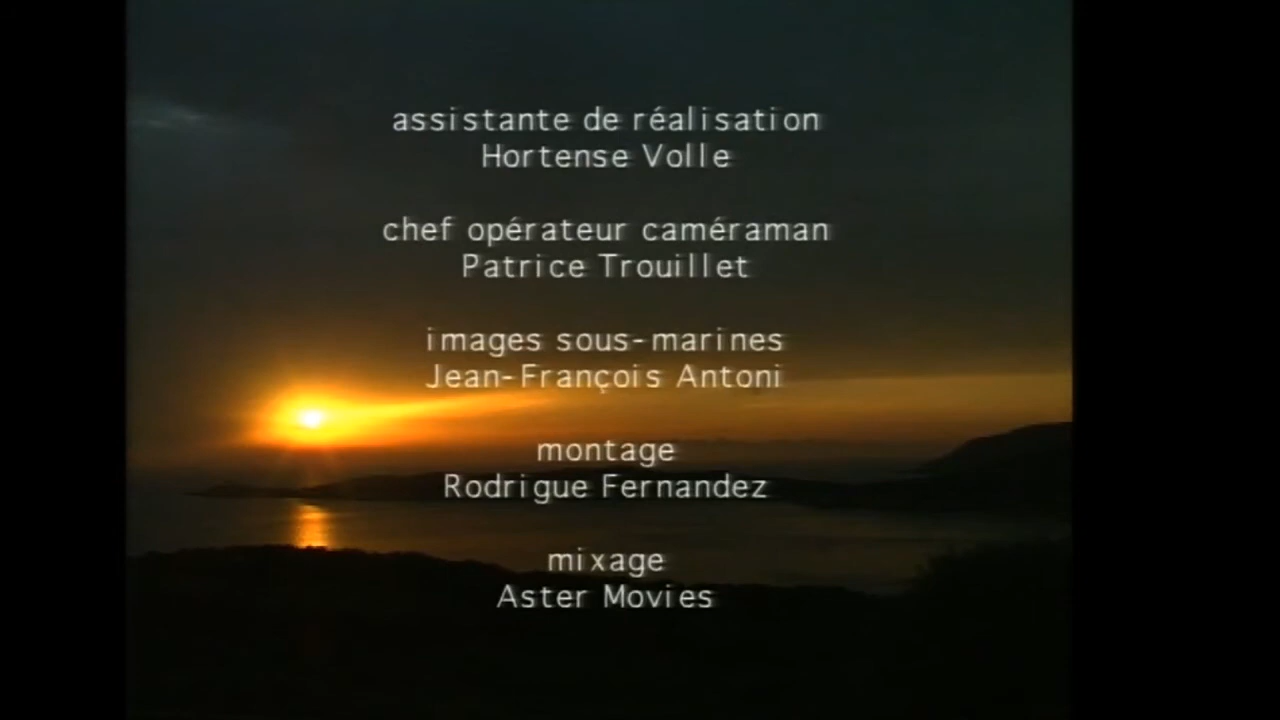 assistante de réalisation
Hortense Volle
chef opérateur caméraman
Patrice Trouillet
images sous-marines
Jean-François Antoni
montage
Rodrigue Fernandez
mixage
Aster Movies